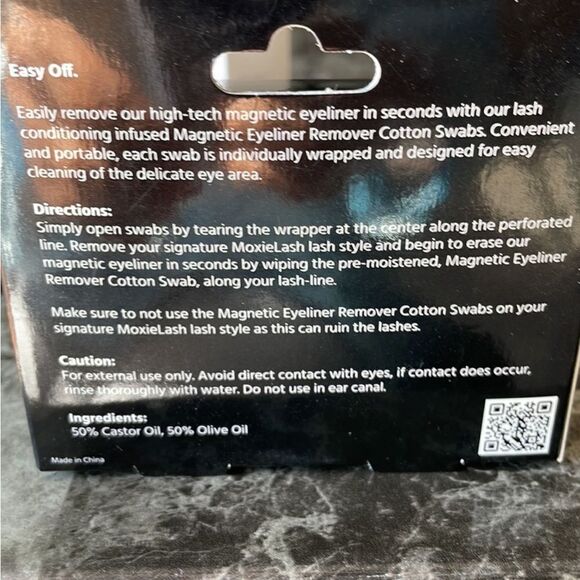 Easy Off.
Easily remove our high-tech magnetic eyeliner in seconds with our lash
conditioning infused Magnetic Eyeliner Remover Cotton Swabs. Convenient
and portable, each swab is individually wrapped and designed for easy
cleaning of the delicate eye area.
Directions:
Simply open swabs by tearing the wrapper at the center along the perforated
line. Remove your signature MoxieLash lash style and begin to erase our
magnetic eyeliner in seconds by wiping the pre-moistened, Magnetic Eyeliner
Remover Cotton Swab, along your lash-line.
Make sure to not use the Magnetic Eyeliner Remover Cotton Swabs on your
signature MoxieLash lash style as this can ruin the lashes.
Caution:
For external use only. Avoid direct contact with eyes, if contact does occur,
rinse thoroughly with water. Do not use in ear canal.
Ingredients:
50% Castor Oil, 50% Olive Oil
Made in China